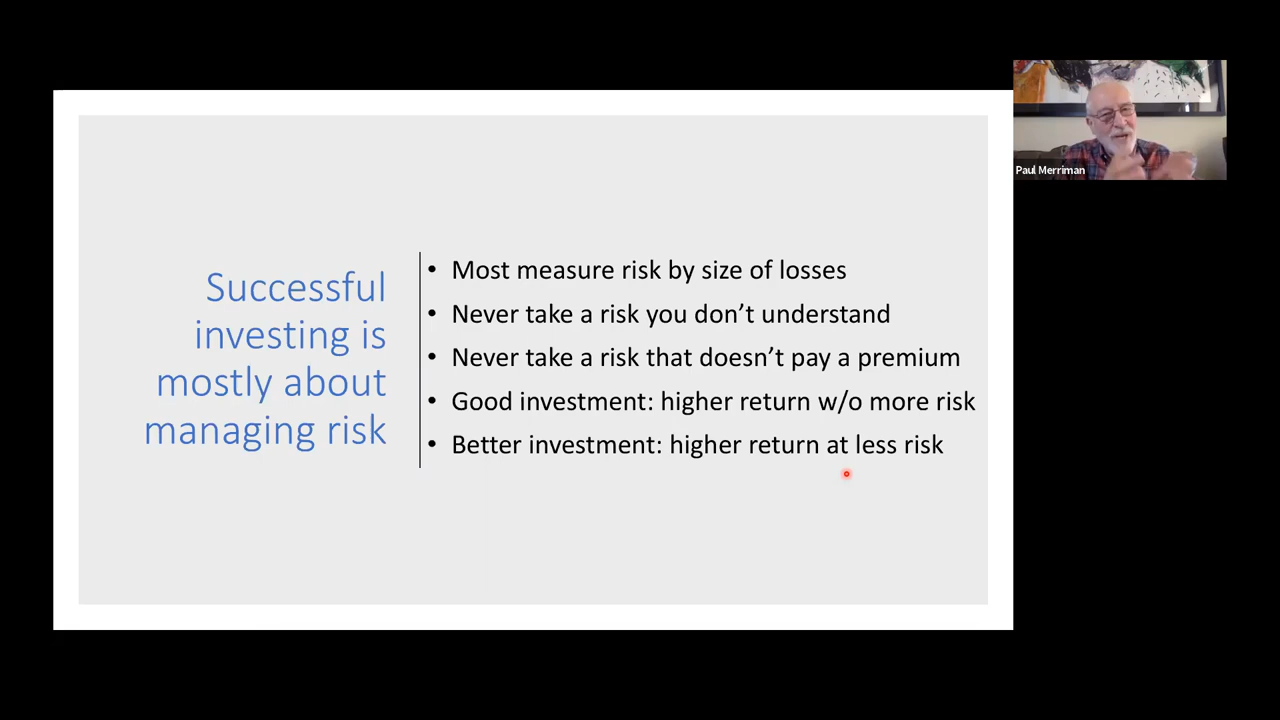 Successful
investing is
mostly about
managing risk
• Most measure risk by size of losses
• Never take a risk you don’t understand
• Never take a risk that doesn’t pay a premium
• Good investment: higher return w/o more risk
• Better investment: higher return at less risk
Paul Merriman